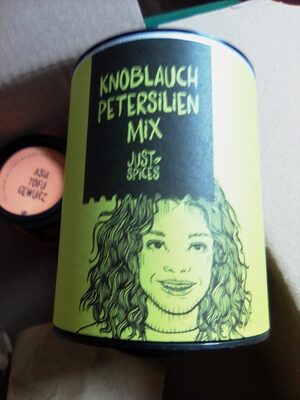 KNOBLAUCH
PETERSILIEN
MIX
JUST
SPICES
ASIA
TOFU
GEWÜRZ